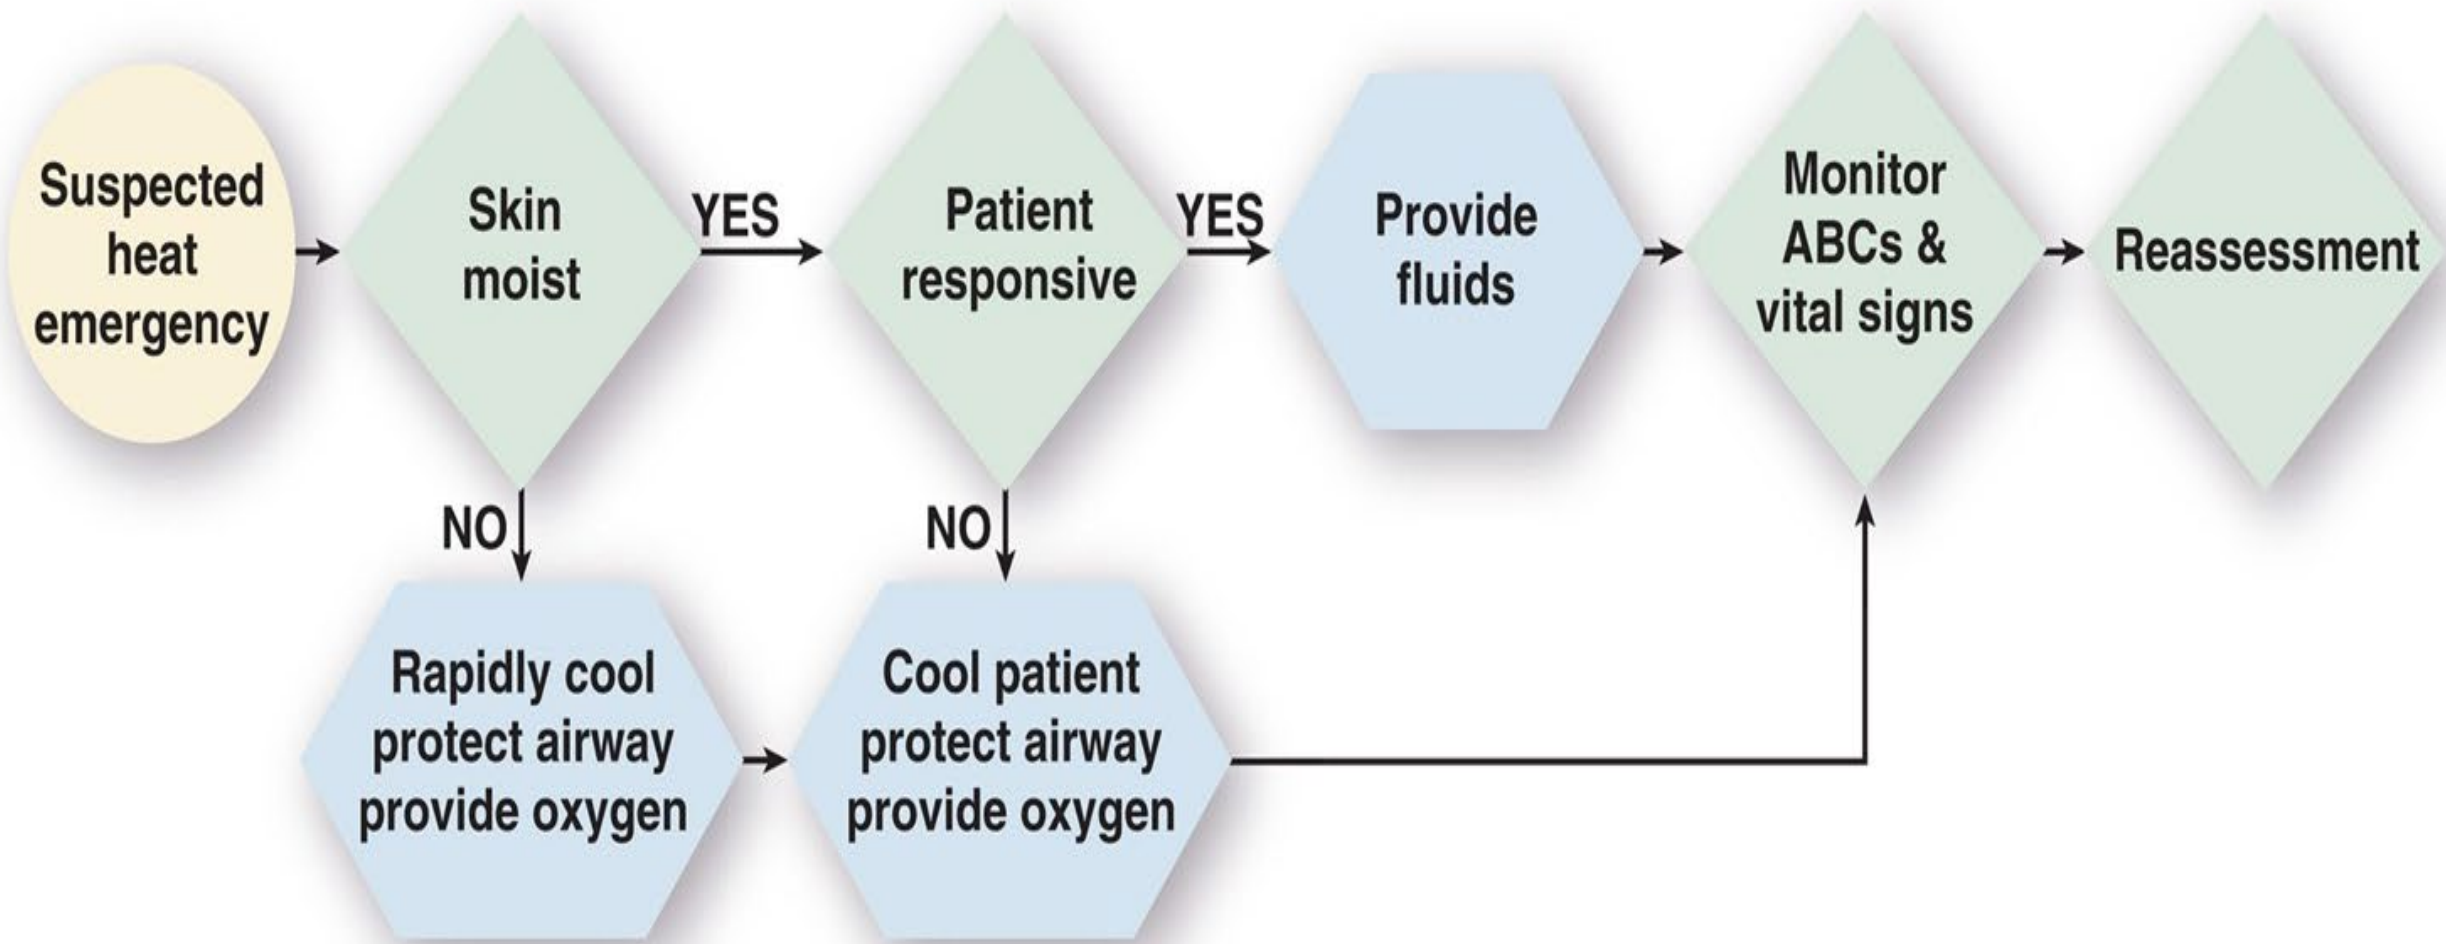 Suspected
heat
emergency
Skin
moist
YES
Patient
responsive
YES
Provide
fluids
Monitor
ABCs &
vital signs
Reassessment
NO
NO
Rapidly cool
protect airway
provide oxygen
Cool patient
protect airway
provide oxygen